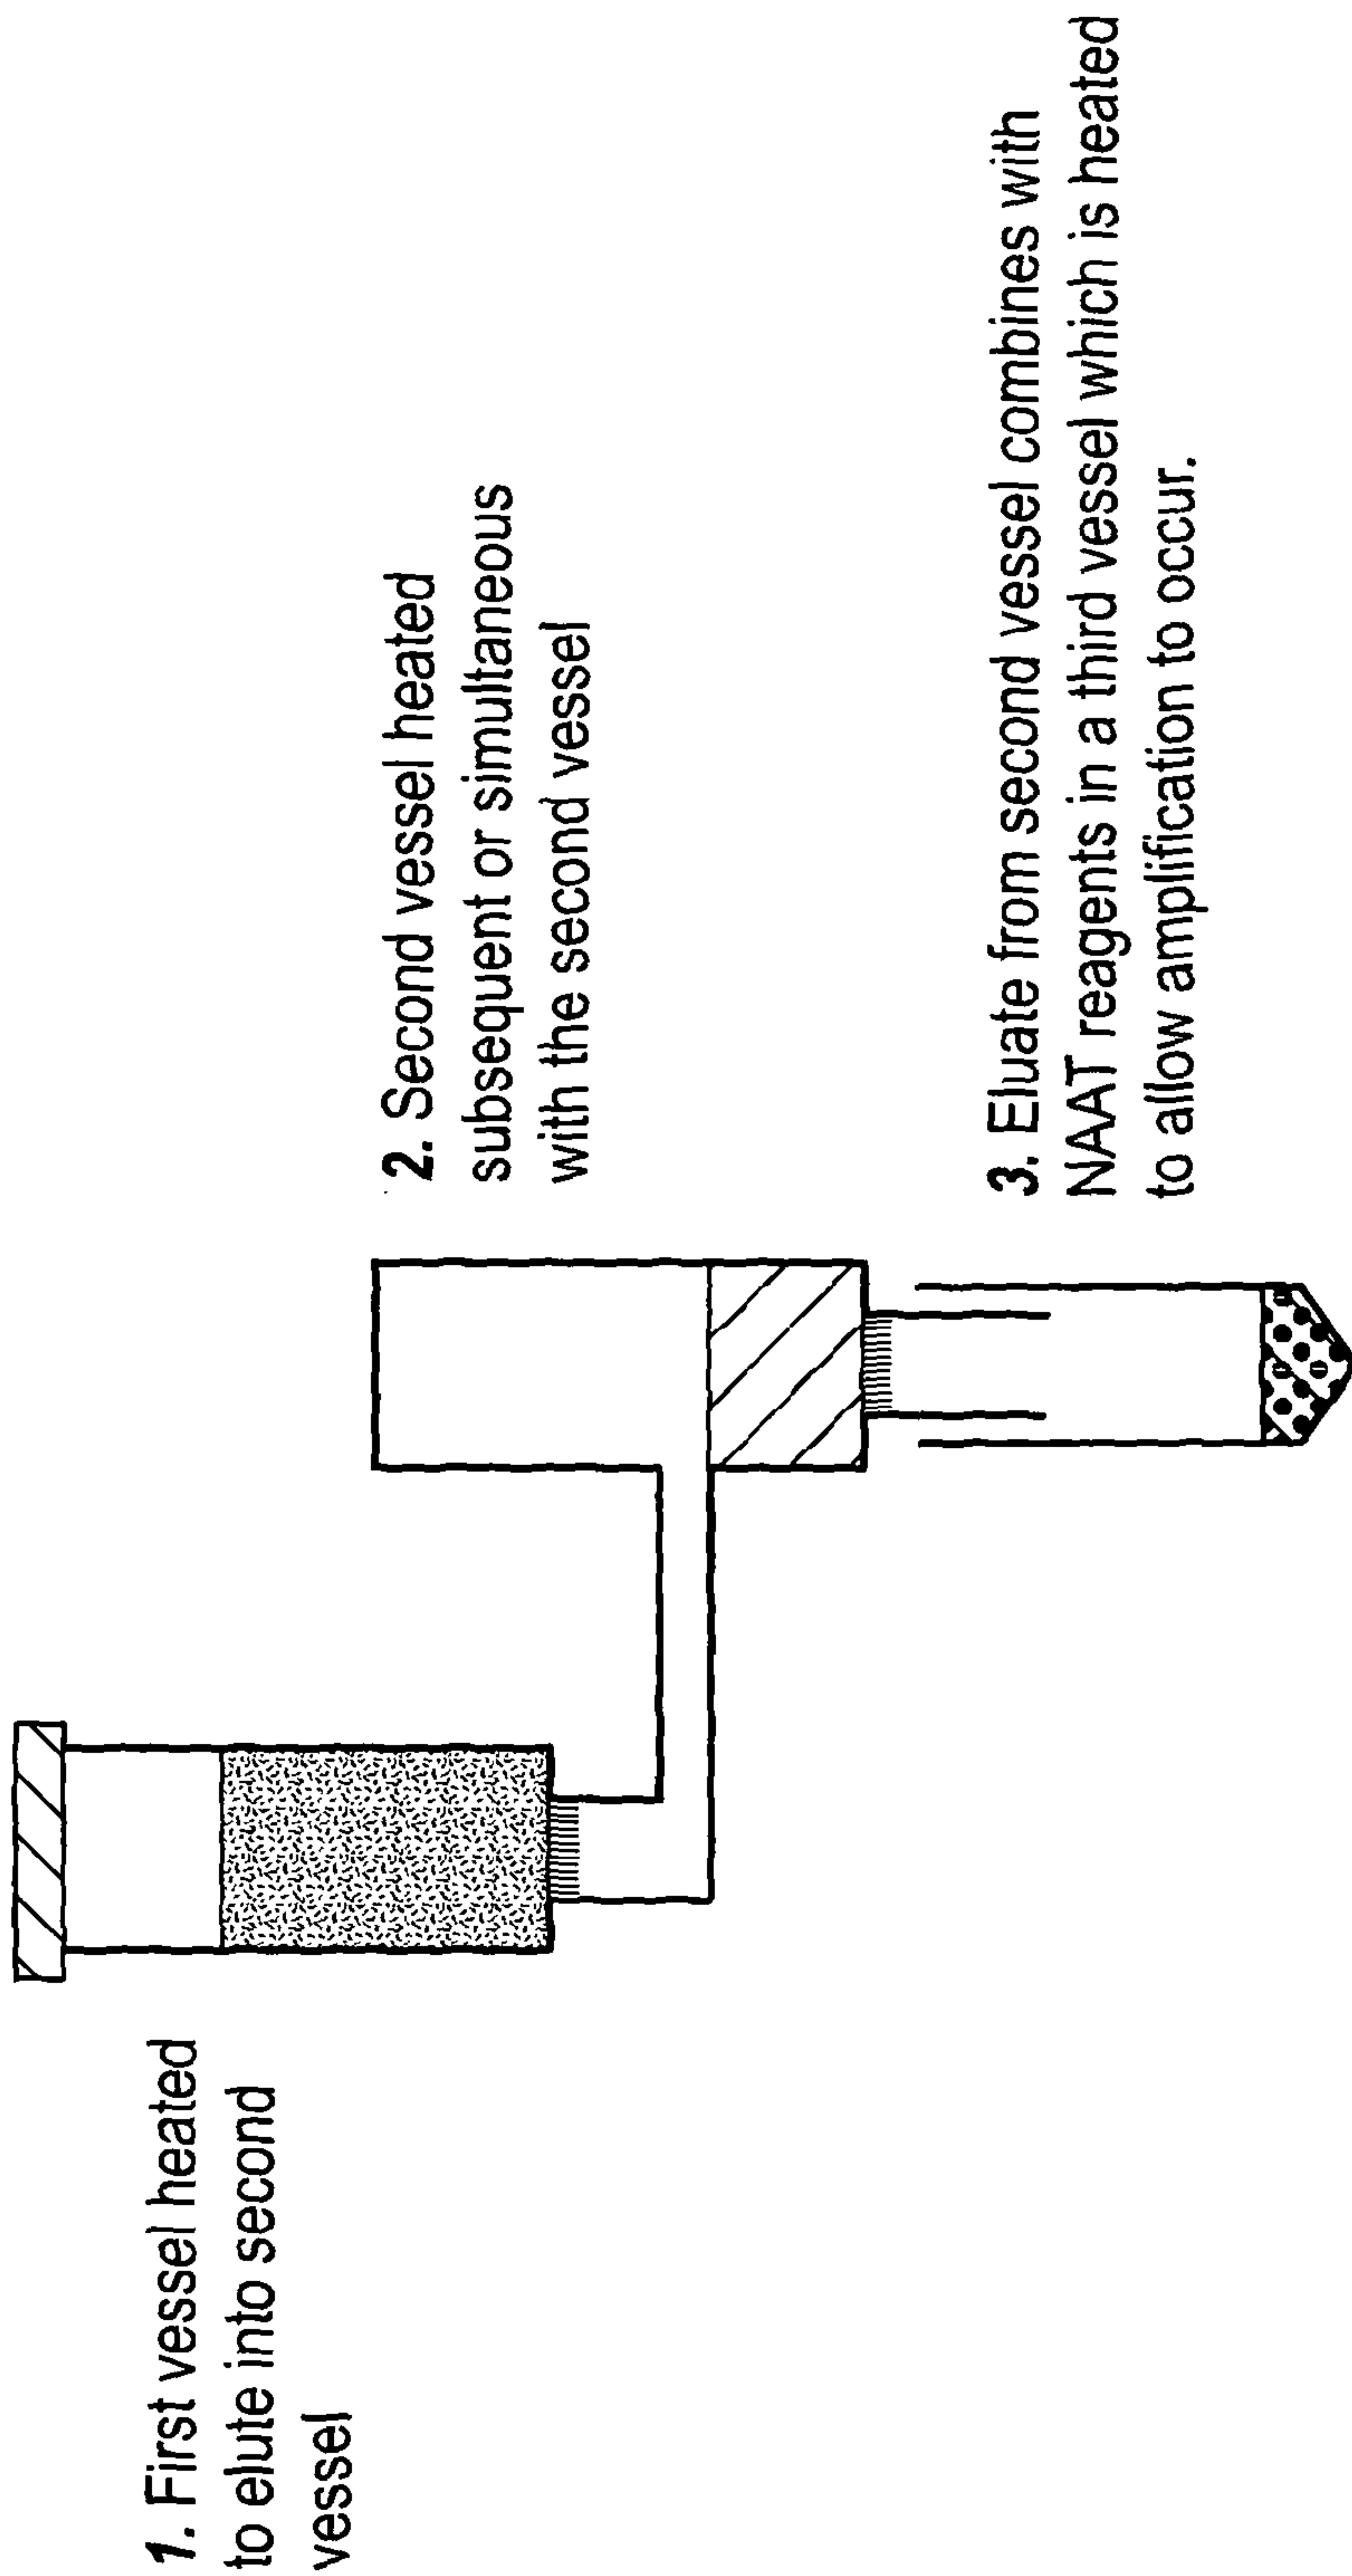 1. First vessel heated
to elute into second
vessel
2. Second vessel heated
subsequent or simultaneous
with the second vessel
3. Eluate from second vessel combines with
NAAT reagents in a third vessel which is heated
to allow amplification to occur.